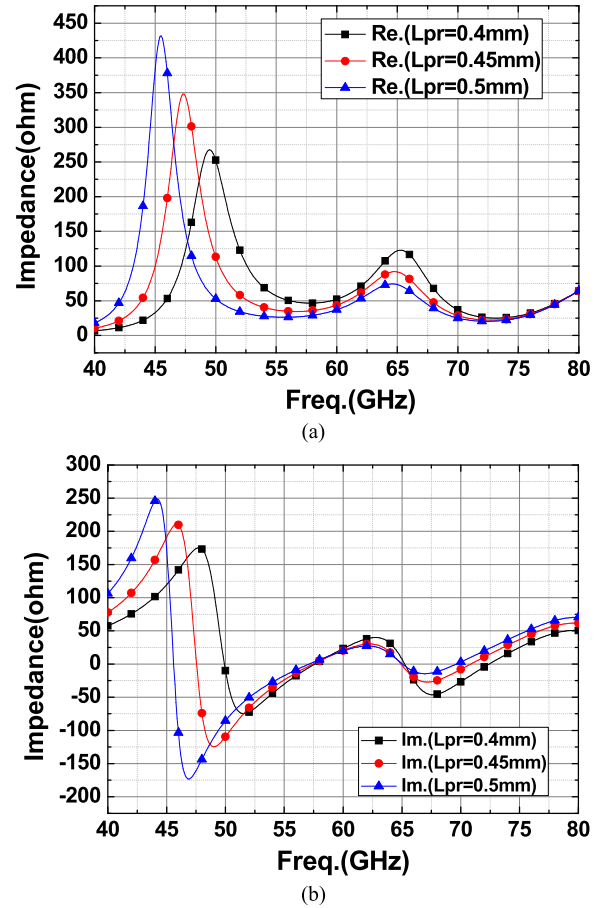 450
400
350
300
250
200
150
100
50
0
Impedance(ohm)
Re.(Lpr=0.4mm)
Re.(Lpr=0.45mm)
Re.(Lpr=0.5mm)
40 45 50 55 60 65 70 75 80
Freq.(GHz)
(a)
300
250
200
150
100
50
0
-50
-100
-150
-200
Impedance(ohm)
Im.(Lpr=0.4mm)
Im.(Lpr=0.45mm)
Im.(Lpr=0.5mm)
40 45 50 55 60 65 70 75 80
Freq.(GHz)
(b)